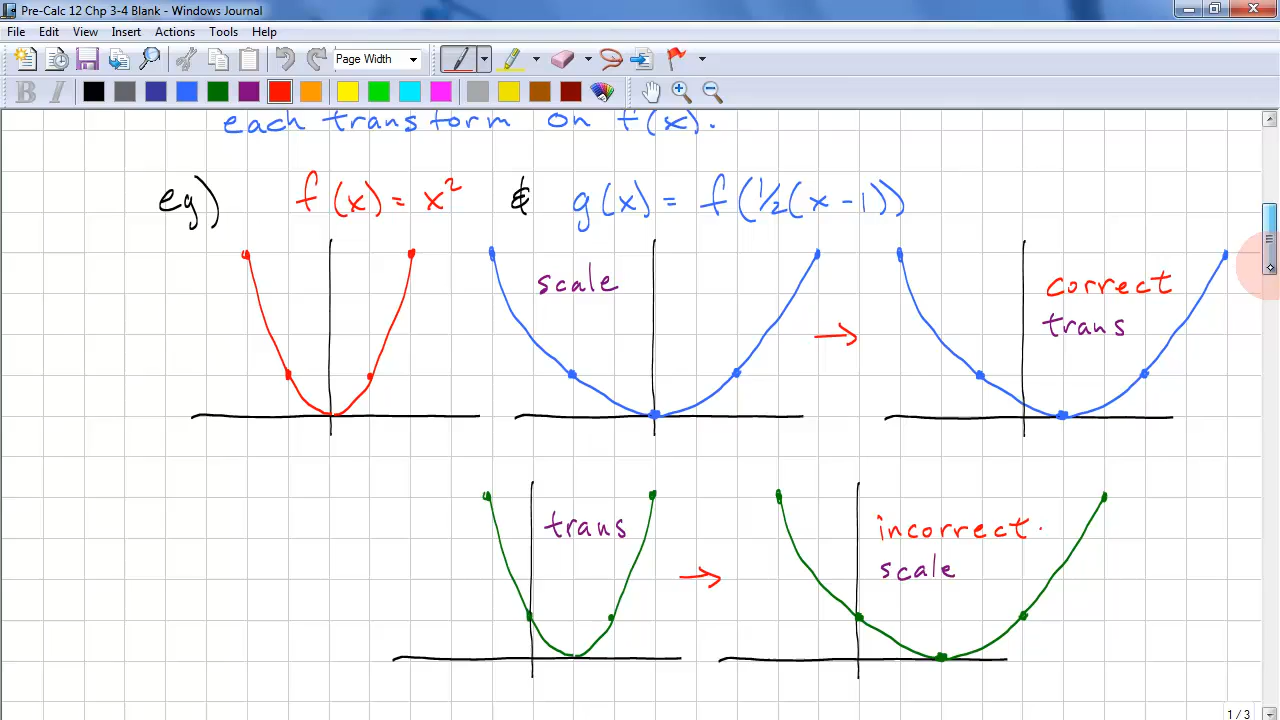 Pre-Calc 12 Chp 3-4 Blank - Windows Journal
File Edit View Insert Actions Tools Help
Page Width
B I
each transform on f(x).
eg) f(x) = x² & g(x) = f(½(x-1))
scale
correct
trans
trans
incorrect.
scale
1 / 3